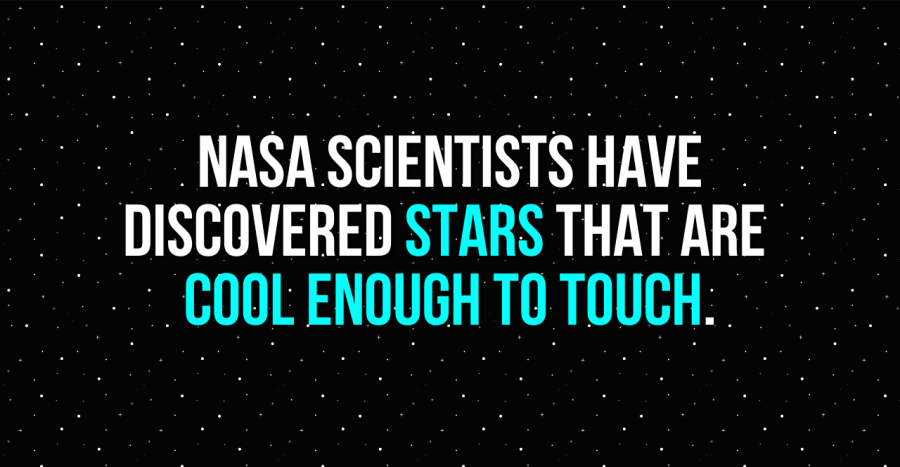 NASA SCIENTISTS HAVE
DISCOVERED STARS THAT ARE
COOL ENOUGH TO TOUCH.